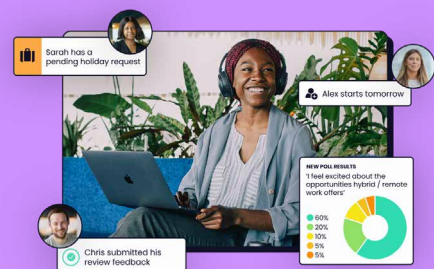 Sarah has a
pending holiday request
Alex starts tomorrow
NEW POLL RESULTS
'I feel excited about the
opportunities hybrid / remote
work offers'
60%
20%
10%
5%
5%
Chris submitted his
review feedback